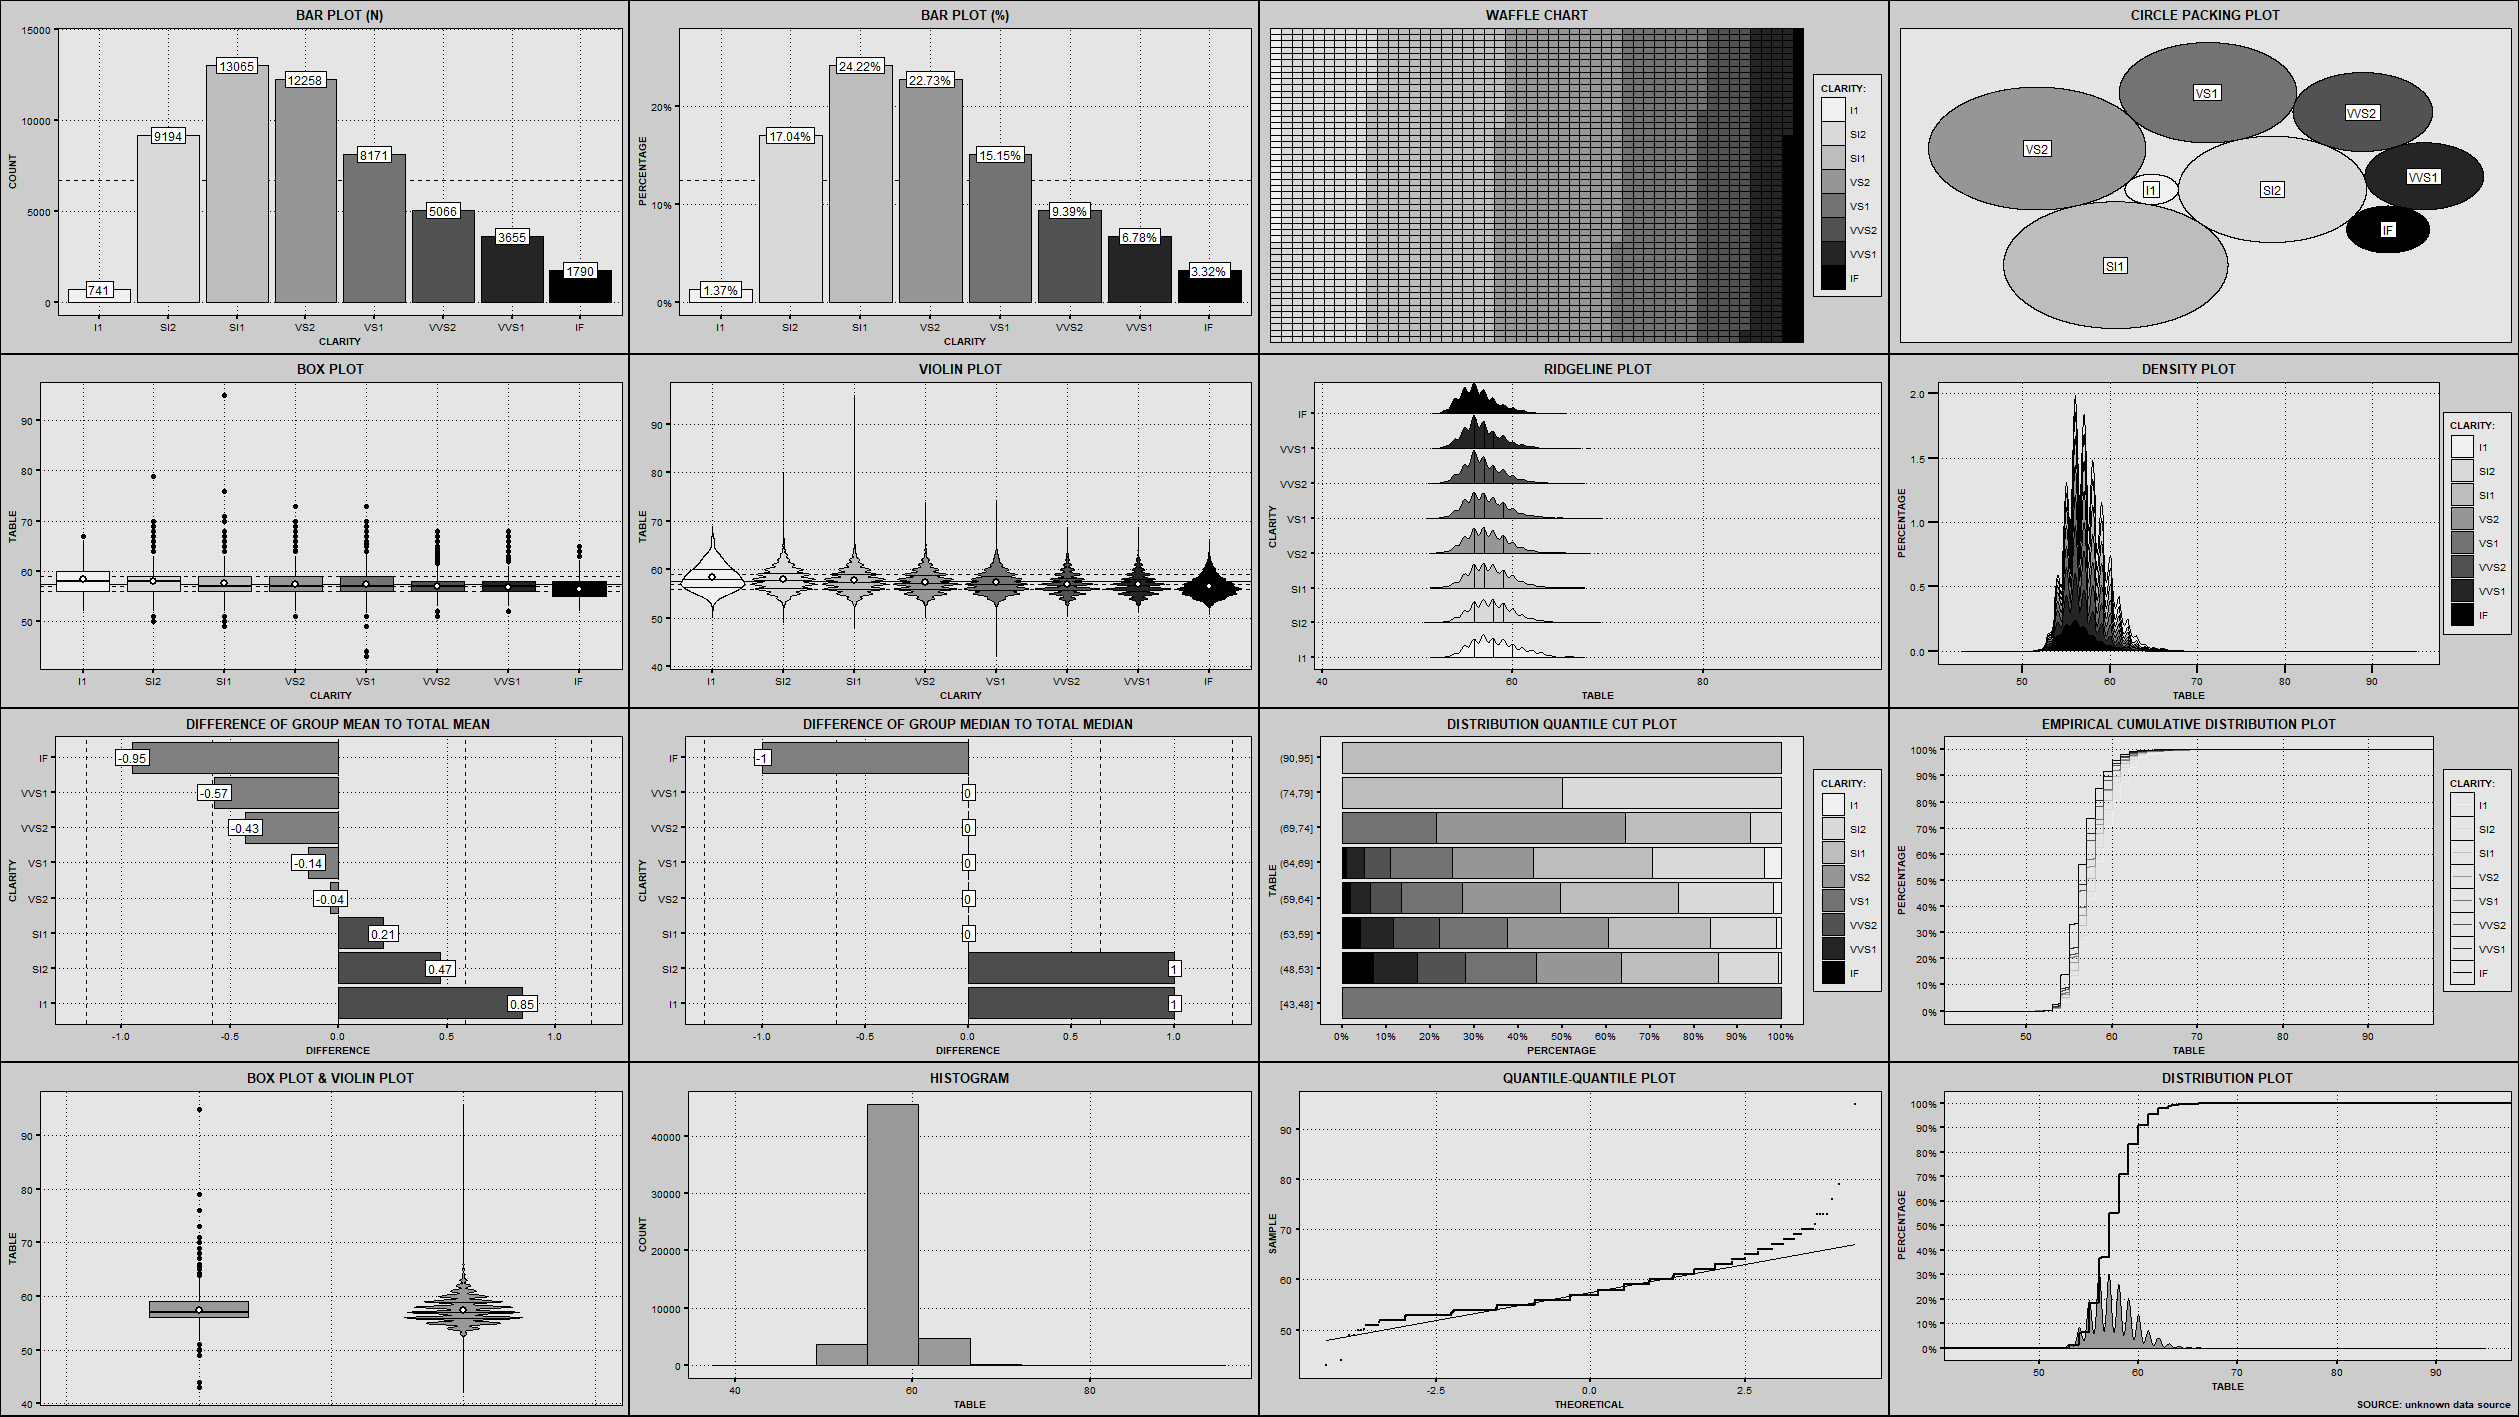 BAR PLOT (N)
15000
10000
5000
0
COUNT
741
9194
13065
12258
8171
5066
3655
1790
I1 SI2 SI1 VS2 VS1 VVS2 VVS1 IF
CLARITY
BAR PLOT (%)
20%
10%
0%
PERCENTAGE
1.37%
17.04%
24.22%
22.73%
15.15%
9.39%
6.78%
3.32%
I1 SI2 SI1 VS2 VS1 VVS2 VVS1 IF
CLARITY
WAFFLE CHART
CLARITY:
I1
SI2
SI1
VS2
VS1
VVS2
VVS1
IF
CIRCLE PACKING PLOT
VS1
VVS2
VS2
VVS1
I1
SI2
IF
SI1
BOX PLOT
90
80
70
60
50
TABLE
I1 SI2 SI1 VS2 VS1 VVS2 VVS1 IF
CLARITY
VIOLIN PLOT
90
80
70
60
50
40
TABLE
I1 SI2 SI1 VS2 VS1 VVS2 VVS1 IF
CLARITY
RIDGELINE PLOT
IF
VVS1
VVS2
VS1
VS2
SI1
SI2
I1
CLARITY
40 60 80
TABLE
DENSITY PLOT
2.0
1.5
1.0
0.5
0.0
PERCENTAGE
50 60 70 80 90
TABLE
CLARITY:
I1
SI2
SI1
VS2
VS1
VVS2
VVS1
IF
DIFFERENCE OF GROUP MEAN TO TOTAL MEAN
IF
VVS1
VVS2
VS1
VS2
SI1
SI2
I1
CLARITY
-0.95
-0.57
-0.43
-0.14
-0.04
0.21
0.47
0.85
-1.0 -0.5 0.0 0.5 1.0
DIFFERENCE
DIFFERENCE OF GROUP MEDIAN TO TOTAL MEDIAN
IF
VVS1
VVS2
VS1
VS2
SI1
SI2
I1
CLARITY
-1
0
0
0
0
0
1
1
-1.0 -0.5 0.0 0.5 1.0
DIFFERENCE
DISTRIBUTION QUANTILE CUT PLOT
(90,95]
(74,79]
(69,74]
(64,69]
(59,64]
(53,59]
(48,53]
[43,48]
TABLE
0% 10% 20% 30% 40% 50% 60% 70% 80% 90% 100%
PERCENTAGE
CLARITY:
I1
SI2
SI1
VS2
VS1
VVS2
VVS1
IF
EMPIRICAL CUMULATIVE DISTRIBUTION PLOT
100%
90%
80%
70%
60%
50%
40%
30%
20%
10%
0%
PERCENTAGE
50 60 70 80 90
TABLE
CLARITY:
I1
SI2
SI1
VS2
VS1
VVS2
VVS1
IF
BOX PLOT & VIOLIN PLOT
90
80
70
60
50
40
TABLE
HISTOGRAM
40000
30000
20000
10000
0
COUNT
40 60 80
TABLE
QUANTILE-QUANTILE PLOT
90
80
70
60
50
SAMPLE
-2.5 0.0 2.5
THEORETICAL
DISTRIBUTION PLOT
100%
90%
80%
70%
60%
50%
40%
30%
20%
10%
0%
PERCENTAGE
50 60 70 80 90
TABLE
SOURCE: unknown data source